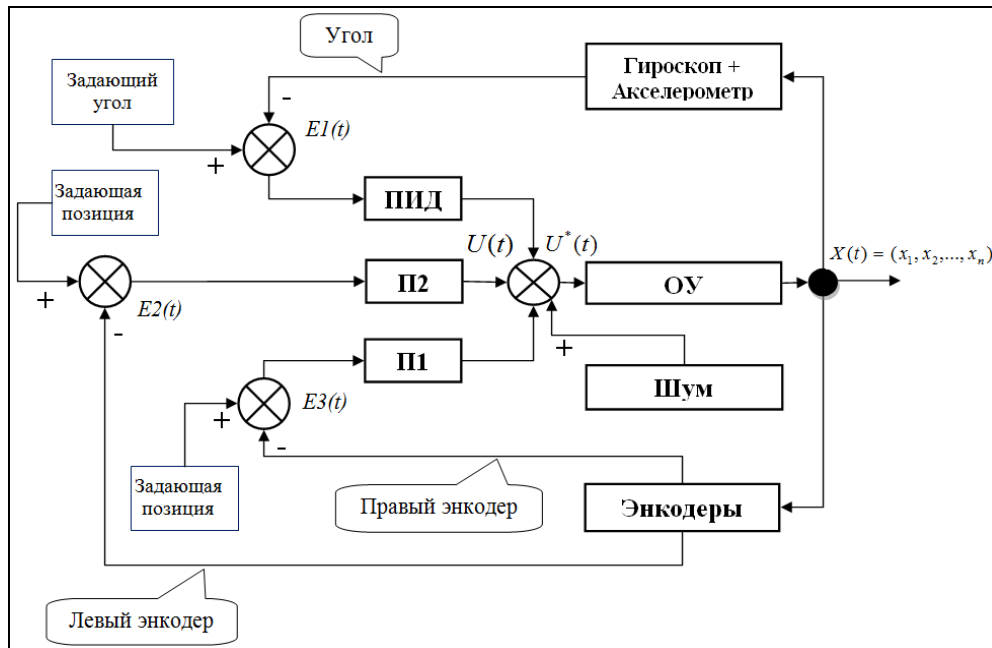 Угол
Задающий
угол
Гироскоп +
Акселерометр
-
E1(t)
+
Задающая
позиция
ПИД
U(t)
U*(t)
X(t) = (x₁, x₂,..., xₙ)
П2
ОУ
+
E2(t)
-
П1
+
Шум
E3(t)
+
-
Задающая
позиция
Правый энкодер
Энкодеры
Левый энкодер